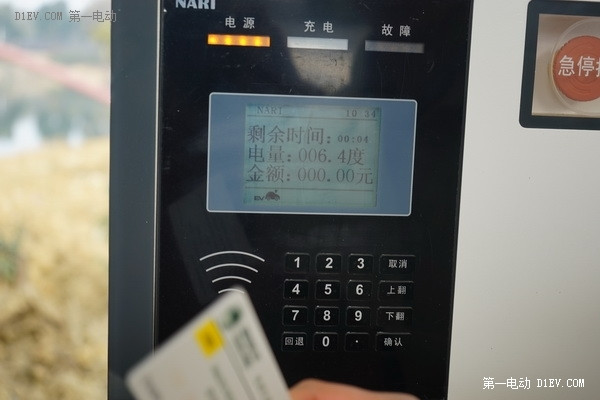 D1EV.COM 第一电动
NARI
电源 充电 故障
急停按
NARI 10:34
剩余时间：00:04
电量：006.4度
金额：000.00元
EV
1 2 3 取消
4 5 6 上翻
7 8 9 下翻
回退 0 · 确认
第一电动 D1EV.COM